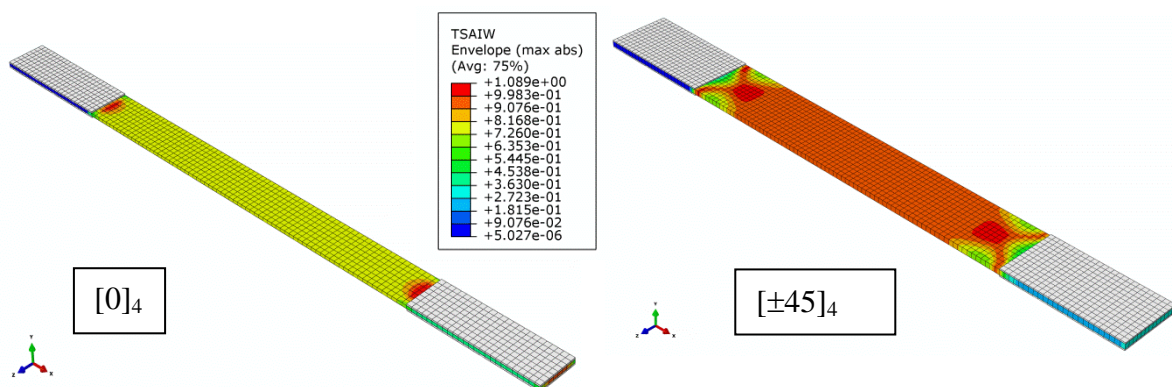 TSAIW
Envelope (max abs)
(Avg: 75%)
+1.089e+00
+9.983e-01
+9.076e-01
+8.168e-01
+7.260e-01
+6.353e-01
+5.445e-01
+4.538e-01
+3.630e-01
+2.723e-01
+1.815e-01
+9.076e-02
+5.027e-06
[0]₄
[±45]₄
Y
Z X
Y
Z X